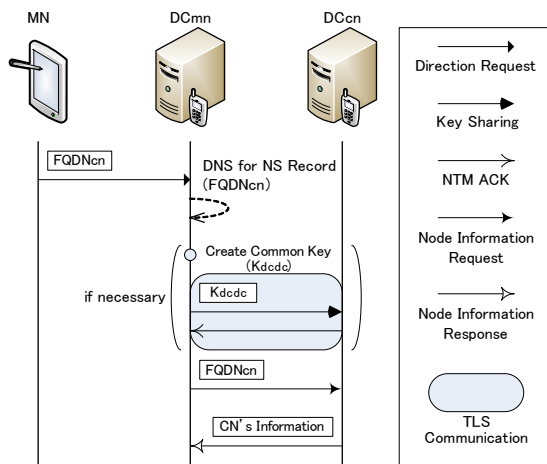 MN
DCmn
DCcn
FQDNcn
DNS for NS Record
(FQDNcn)
Create Common Key
(Kdcdc)
if necessary
Kdcdc
FQDNcn
CN's Information
Direction Request
Key Sharing
NTM ACK
Node Information
Request
Node Information
Response
TLS
Communication